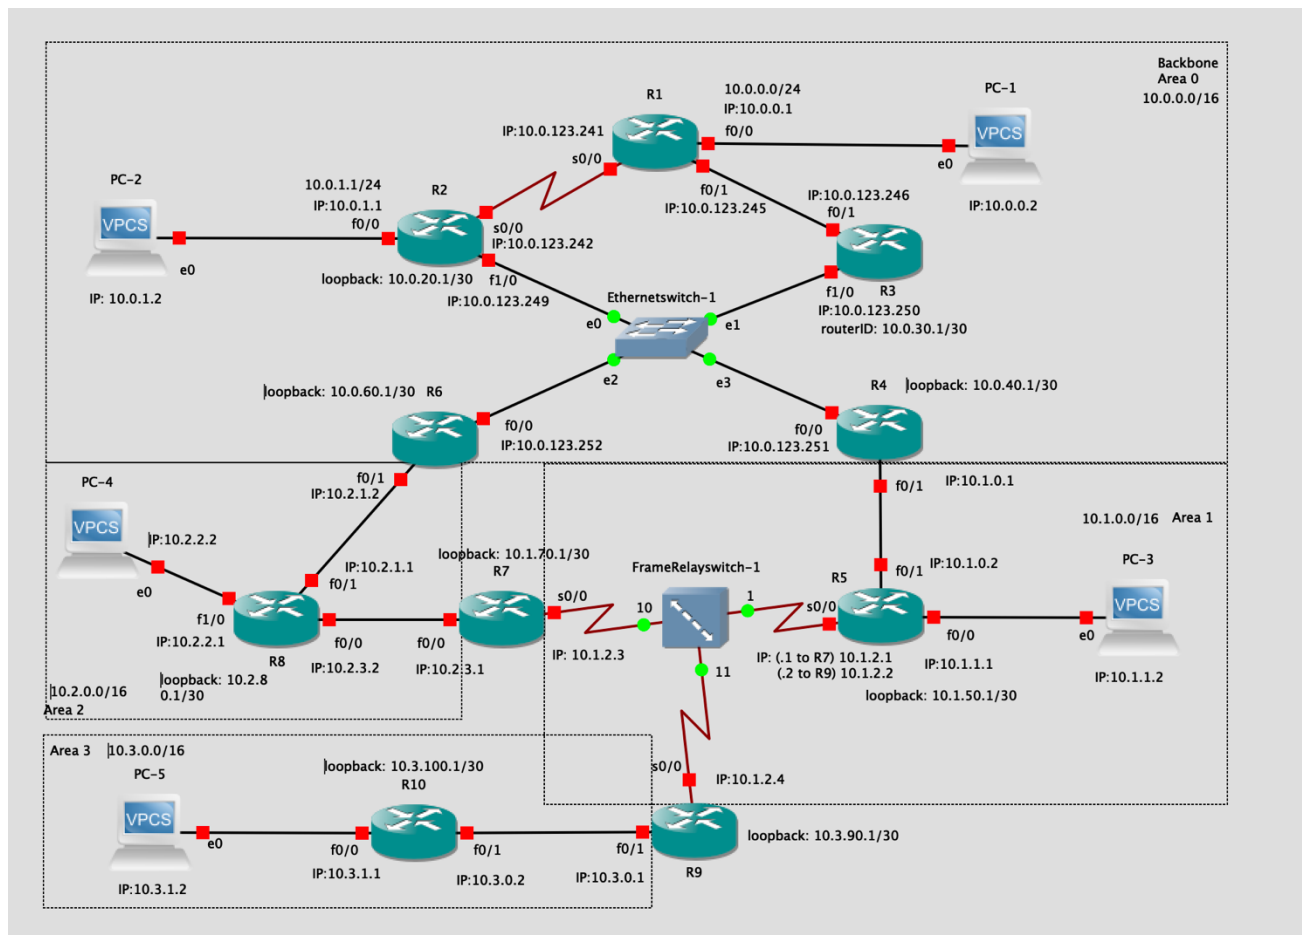 Backbone
Area 0
10.0.0.0/16
R1
10.0.0.0/24
IP:10.0.0.1
f0/0
PC-1
VPCS
e0
IP:10.0.0.2
IP:10.0.123.241
s0/0
f0/1
IP:10.0.123.245
IP:10.0.123.246
f0/1
PC-2
VPCS
e0
IP: 10.0.1.2
10.0.1.1/24
IP:10.0.1.1
f0/0
R2
s0/0
IP:10.0.123.242
loopback: 10.0.20.1/30
f1/0
IP:10.0.123.249
Ethernetswitch-1
e0
e1
e2
e3
R3
f1/0
IP:10.0.123.250
routerID: 10.0.30.1/30
loopback: 10.0.60.1/30
R6
f0/0
IP:10.0.123.252
R4
loopback: 10.0.40.1/30
f0/0
IP:10.0.123.251
f0/1
IP:10.2.1.2
f0/1
IP:10.1.0.1
PC-4
VPCS
IP:10.2.2.2
e0
IP:10.2.1.1
f0/1
f1/0
IP:10.2.2.1
R8
f0/0
IP:10.2.3.2
loopback: 10.2.8
0.1/30
10.2.0.0/16
Area 2
loopback: 10.1.70.1/30
R7
s0/0
f0/0
IP:10.2.3.1
IP: 10.1.2.3
FrameRelayswitch-1
10
1
11
10.1.0.0/16
Area 1
IP:10.1.0.2
f0/1
R5
s0/0
f0/0
IP: (.1 to R7) 10.1.2.1
(.2 to R9) 10.1.2.2
IP:10.1.1.1
loopback: 10.1.50.1/30
PC-3
VPCS
e0
IP:10.1.1.2
Area 3
10.3.0.0/16
PC-5
VPCS
e0
IP:10.3.1.2
loopback: 10.3.100.1/30
R10
f0/0
IP:10.3.1.1
f0/1
IP:10.3.0.2
s0/0
IP:10.1.2.4
f0/1
IP:10.3.0.1
R9
loopback: 10.3.90.1/30